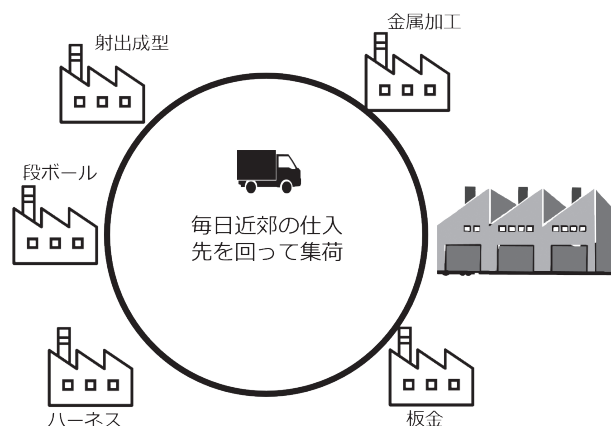 金属加工
射出成型
段ボール
毎日近郊の仕入
先を回って集荷
ハーネス
板金